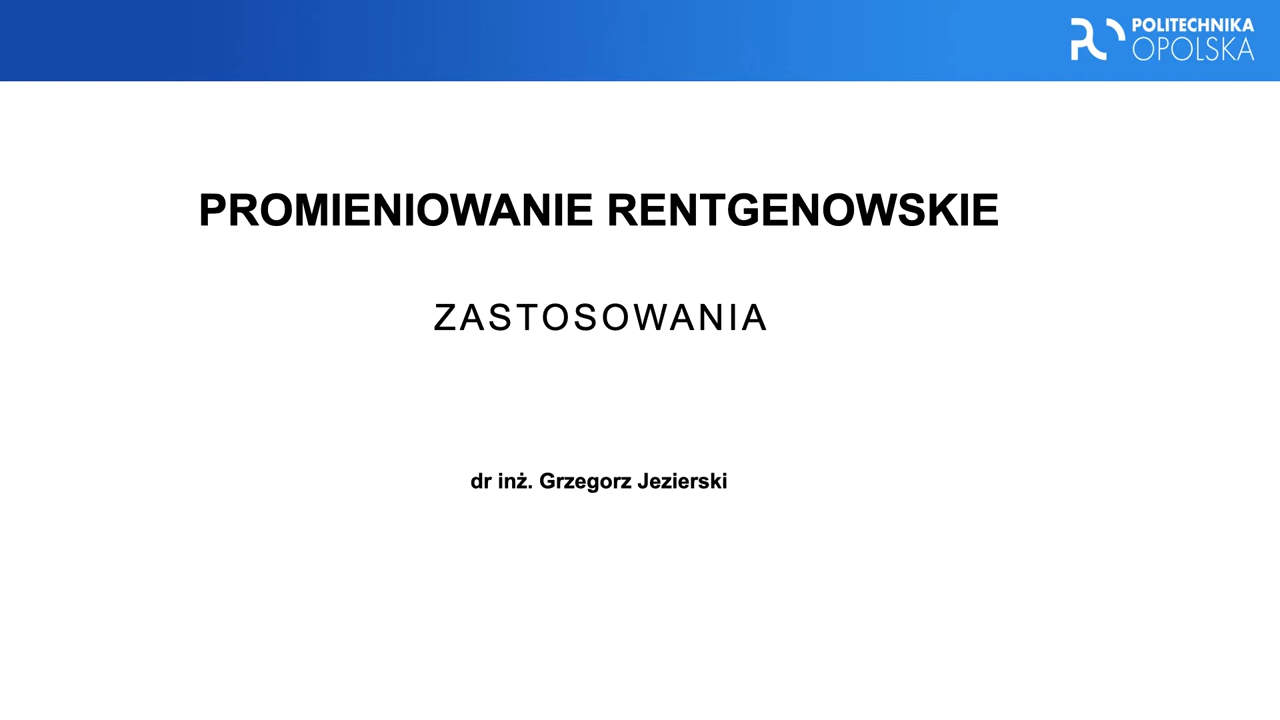 POLITECHNIKA
OPOLSKA
PROMIENIOWANIE RENTGENOWSKIE
ZASTOSOWANIA
dr inż. Grzegorz Jezierski